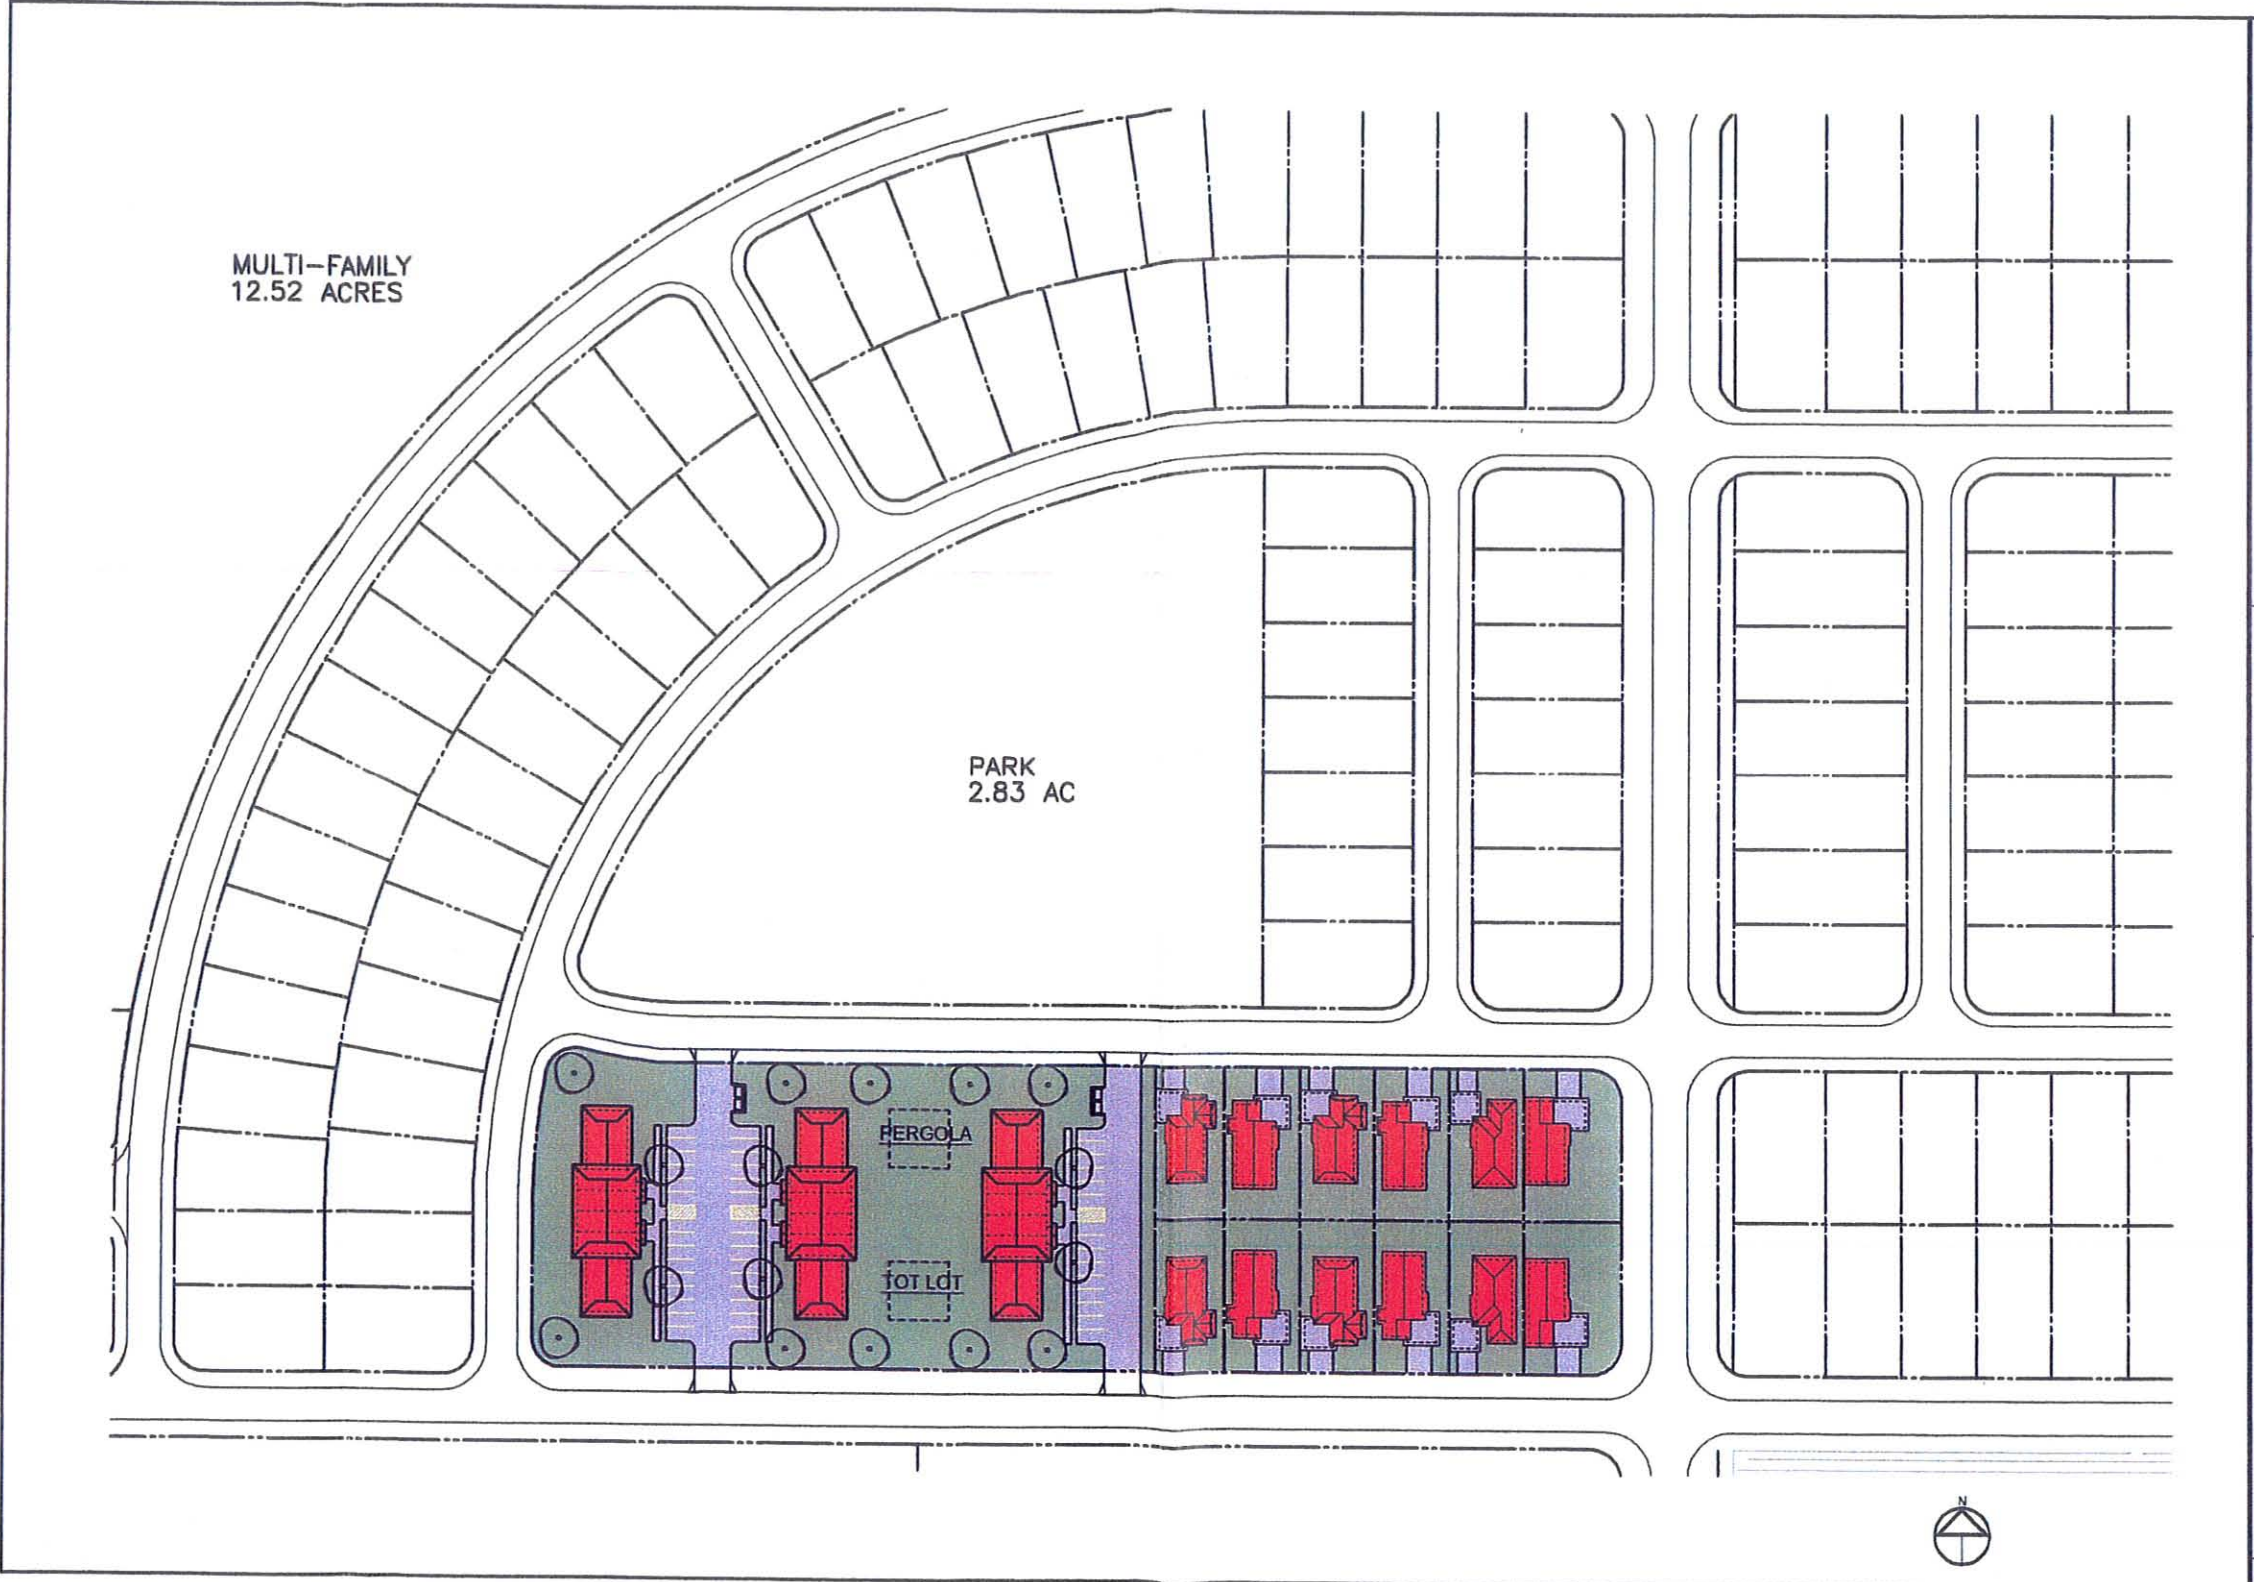 MULTI-FAMILY
12.52 ACRES
PARK
2.83 AC
PERGOLA
TOT LOT
N